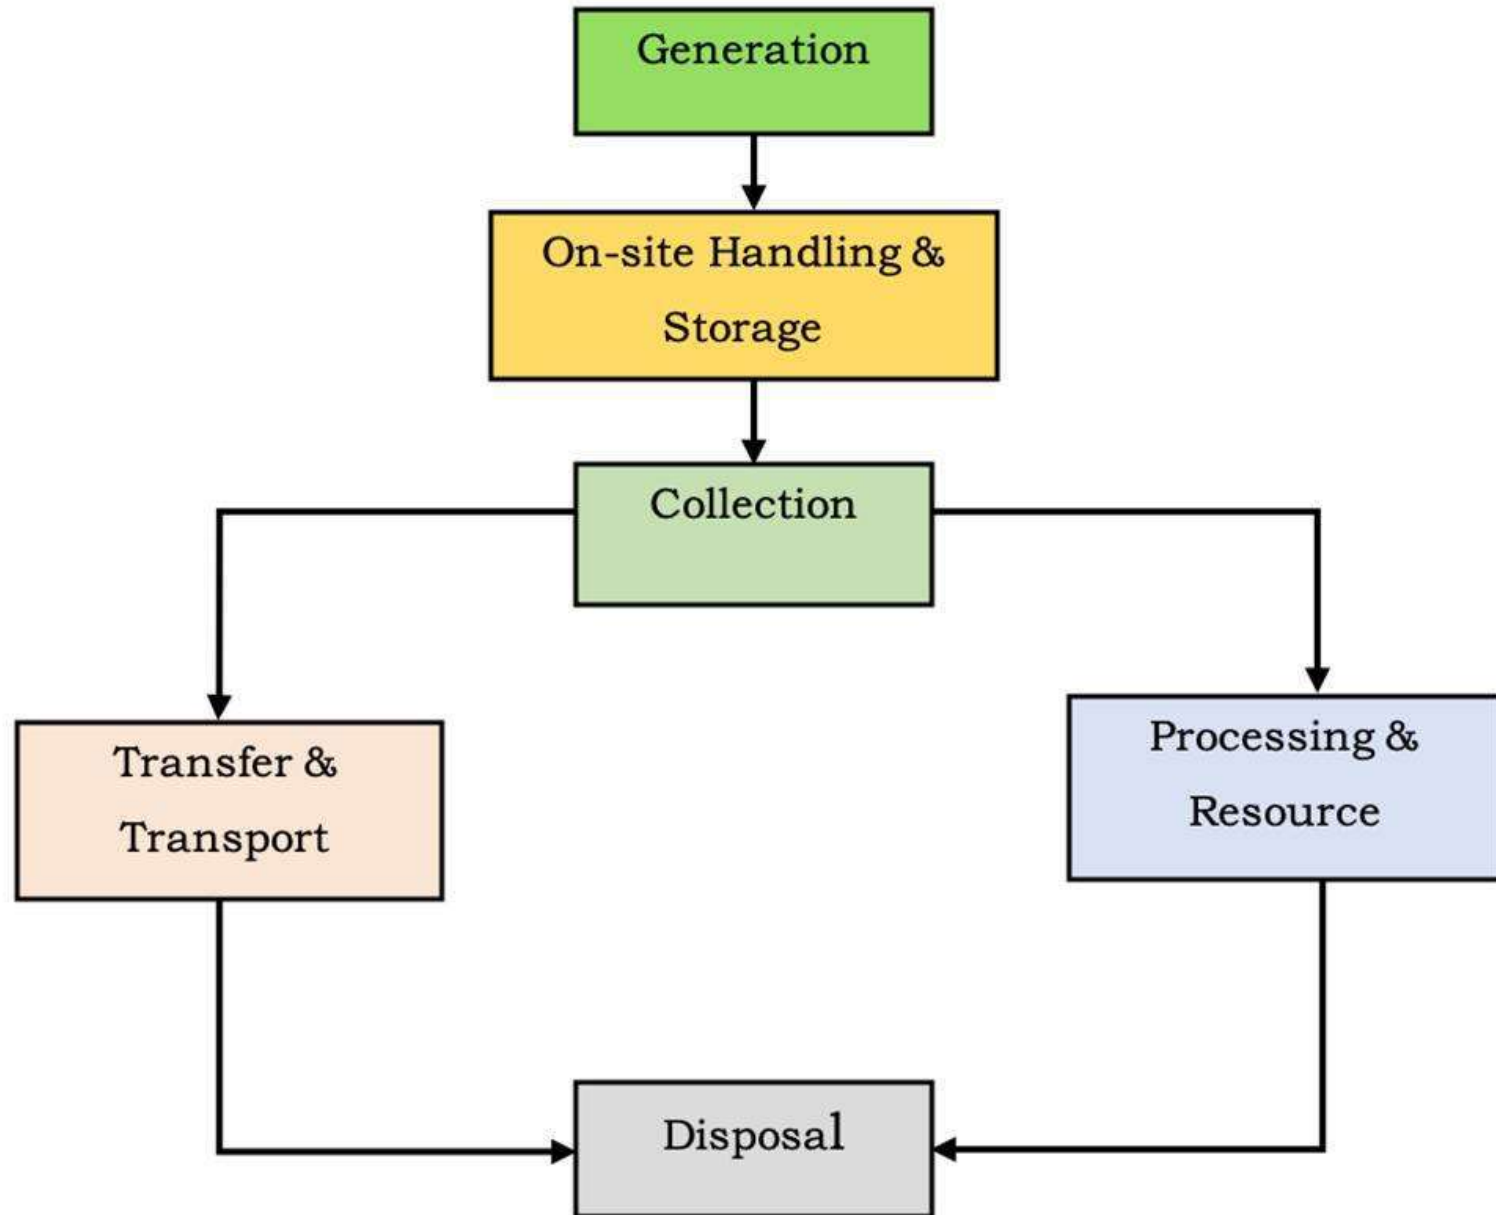 Generation
On-site Handling &
Storage
Collection
Transfer &
Transport
Processing &
Resource
Disposal